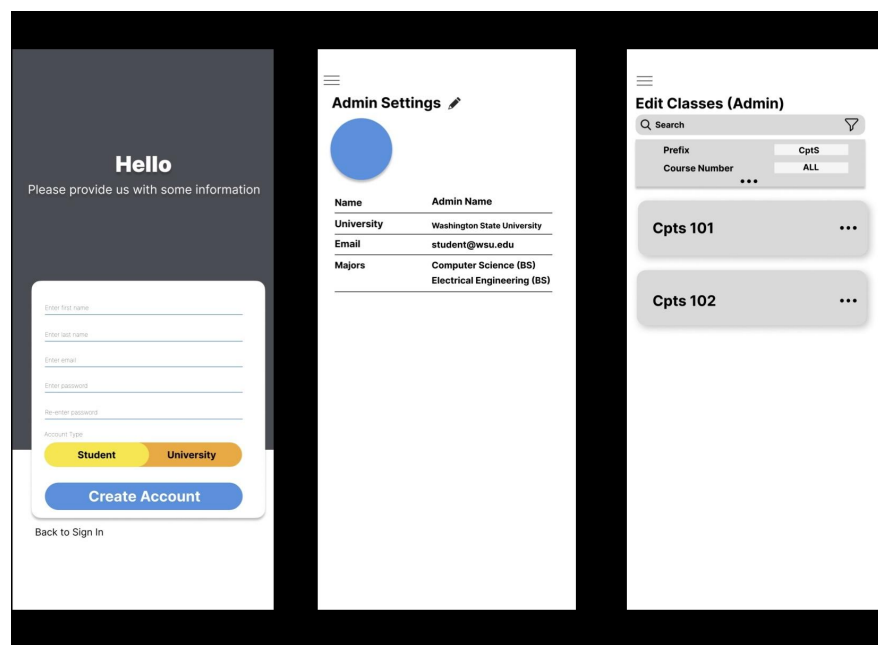 Hello
Please provide us with some information
Enter first name
Enter last name
Enter email
Enter password
Re-enter password
Account Type
Student University
Create Account
Back to Sign In
Admin Settings
Name Admin Name
University Washington State University
Email student@wsu.edu
Majors Computer Science (BS)
Electrical Engineering (BS)
Edit Classes (Admin)
Search
Prefix CptS
Course Number ALL
Cpts 101
Cpts 102